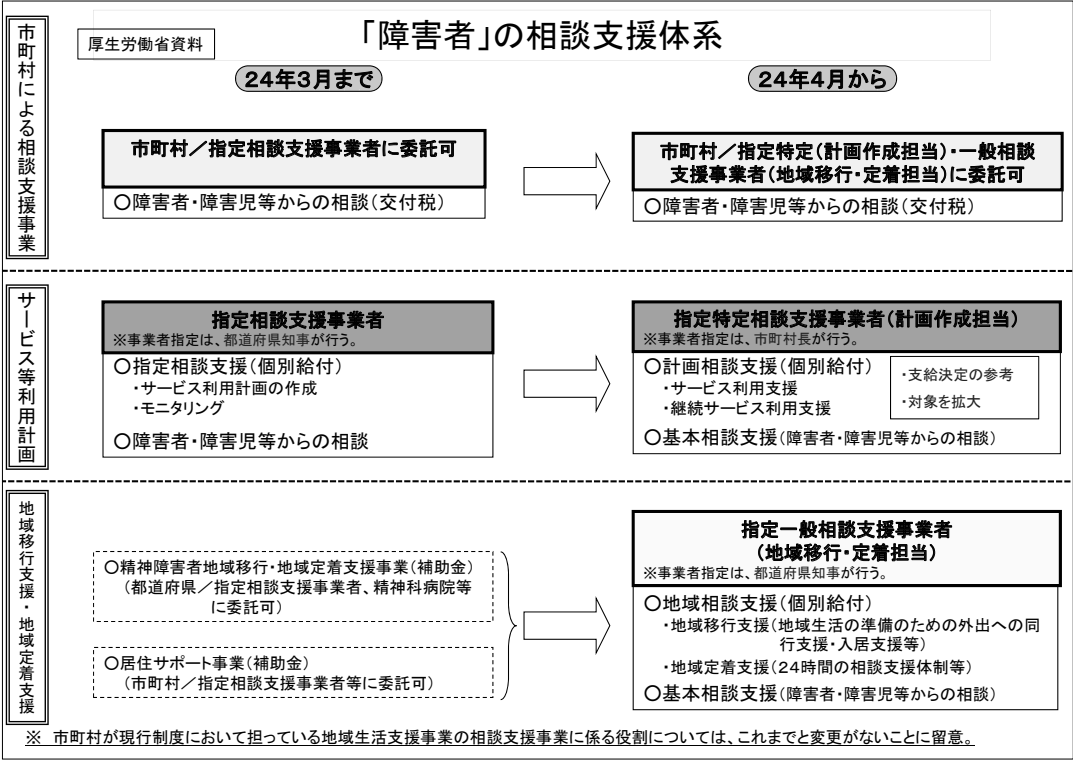 「障害者」の相談支援体系
厚生労働省資料
24年3月まで
24年4月から
市町村による相談支援事業
市町村／指定相談支援事業者に委託可
○障害者・障害児等からの相談（交付税）
市町村／指定特定（計画作成担当）・一般相談
支援事業者（地域移行・定着担当）に委託可
○障害者・障害児等からの相談（交付税）
サービス等利用計画
指定相談支援事業者
※事業者指定は、都道府県知事が行う。
○指定相談支援（個別給付）
・サービス利用計画の作成
・モニタリング
○障害者・障害児等からの相談
指定特定相談支援事業者（計画作成担当）
※事業者指定は、市町村長が行う。
○計画相談支援（個別給付）
・サービス利用支援
・継続サービス利用支援
・支給決定の参考
・対象を拡大
○基本相談支援（障害者・障害児等からの相談）
地域移行支援・地域定着支援
○精神障害者地域移行・地域定着支援事業（補助金）
（都道府県／指定相談支援事業者、精神科病院等
に委託可）
○居住サポート事業（補助金）
（市町村／指定相談支援事業者等に委託可）
指定一般相談支援事業者
（地域移行・定着担当）
※事業者指定は、都道府県知事が行う。
○地域相談支援（個別給付）
・地域移行支援（地域生活の準備のための外出への同
行支援・入居支援等）
・地域定着支援（24時間の相談支援体制等）
○基本相談支援（障害者・障害児等からの相談）
※ 市町村が現行制度において担っている地域生活支援事業の相談支援事業に係る役割については、これまでと変更がないことに留意。